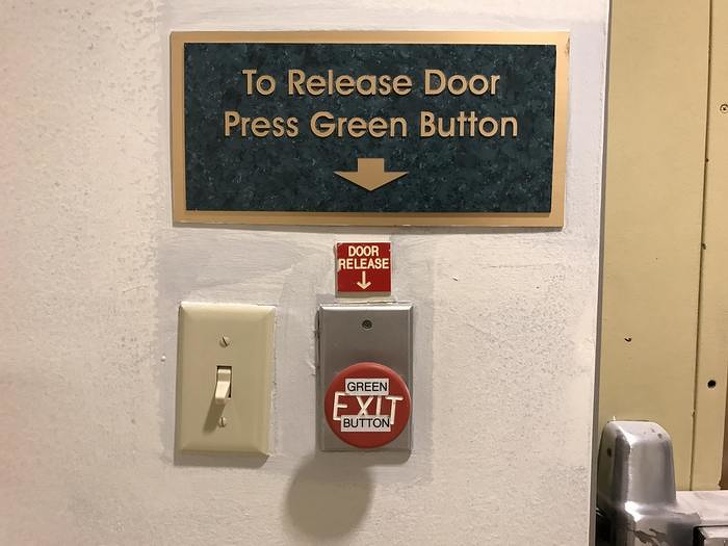 To Release Door
Press Green Button
DOOR
RELEASE
GREEN
EXIT
BUTTON